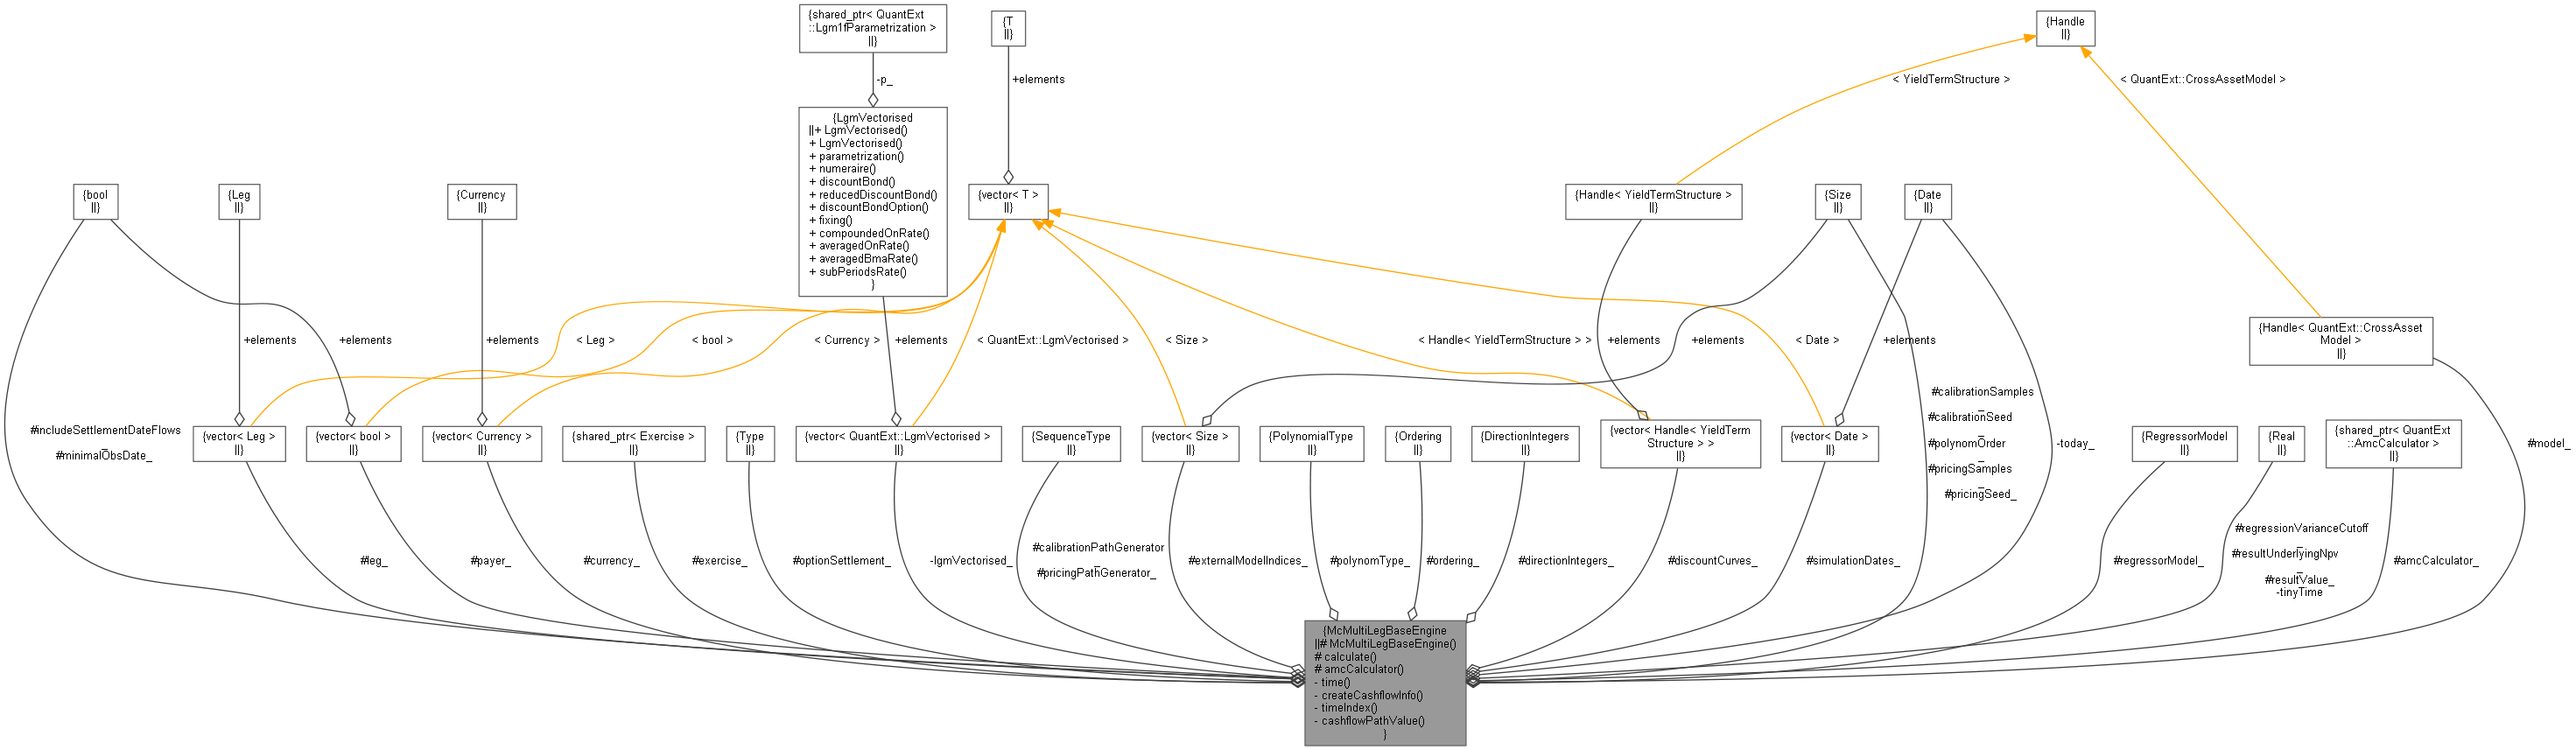 {shared_ptr< QuantExt
::Lgm1fParametrization >
||}
{T
||}
{Handle
||}
-p_
+elements
< YieldTermStructure >
< QuantExt::CrossAssetModel >
{LgmVectorised
||+ LgmVectorised()
+ LgmVectorised()
+ parametrization()
+ numeraire()
+ discountBond()
+ reducedDiscountBond()
+ discountBondOption()
+ fixing()
+ compoundedOnRate()
+ averagedOnRate()
+ averagedBmaRate()
+ subPeriodsRate()
}
{bool
||}
{Leg
||}
{Currency
||}
{vector< T >
||}
{Handle< YieldTermStructure >
||}
{Size
||}
{Date
||}
+elements
+elements
+elements
< Leg >
< bool >
< Currency >
+elements
< QuantExt::LgmVectorised >
< Size >
< Handle< YieldTermStructure > >
+elements
+elements
< Date >
+elements
{Handle< QuantExt::CrossAsset
Model >
||}
#includeSettlementDateFlows
_
#minimalObsDate_
{vector< Leg >
||}
{vector< bool >
||}
{vector< Currency >
||}
{shared_ptr< Exercise >
||}
{Type
||}
{vector< QuantExt::LgmVectorised >
||}
{SequenceType
||}
{vector< Size >
||}
{PolynomialType
||}
{Ordering
||}
{DirectionIntegers
||}
{vector< Handle< YieldTerm
Structure > >
||}
{vector< Date >
||}
#calibrationSamples
_
#calibrationSeed
_
#polynomOrder
_
#pricingSamples
_
#pricingSeed_
-today_
{RegressorModel
||}
{Real
||}
{shared_ptr< QuantExt
::AmcCalculator >
||}
#model_
#leg_
#payer_
#currency_
#exercise_
#optionSettlement_
-lgmVectorised_
#calibrationPathGenerator
_
#pricingPathGenerator_
#externalModelIndices_
#polynomType_
#ordering_
#directionIntegers_
#discountCurves_
#simulationDates_
#regressorModel_
#regressionVarianceCutoff
_
#resultUnderlyingNpv
_
#resultValue_
-tinyTime
#amcCalculator_
{McMultiLegBaseEngine
||# McMultiLegBaseEngine()
# calculate()
# amcCalculator()
- time()
- createCashflowInfo()
- timeIndex()
- cashflowPathValue()
}